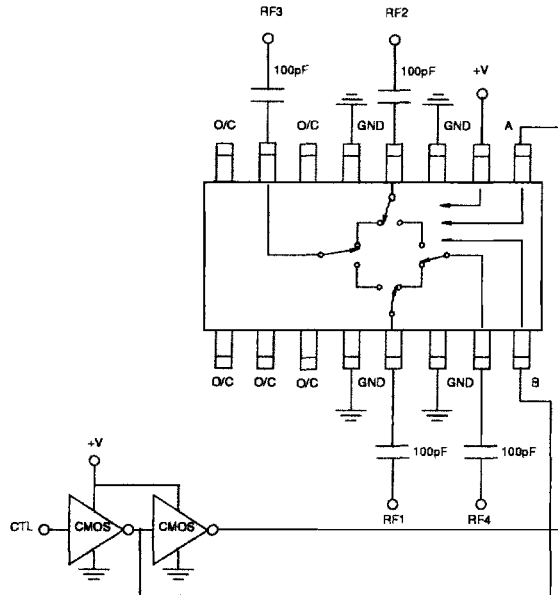 RF3
RF2
100pF
100pF
+V
O/C
O/C
GND
GND
A
O/C
O/C
O/C
GND
GND
B
100pF
100pF
RF1
RF4
+V
CTL
CMOS
CMOS